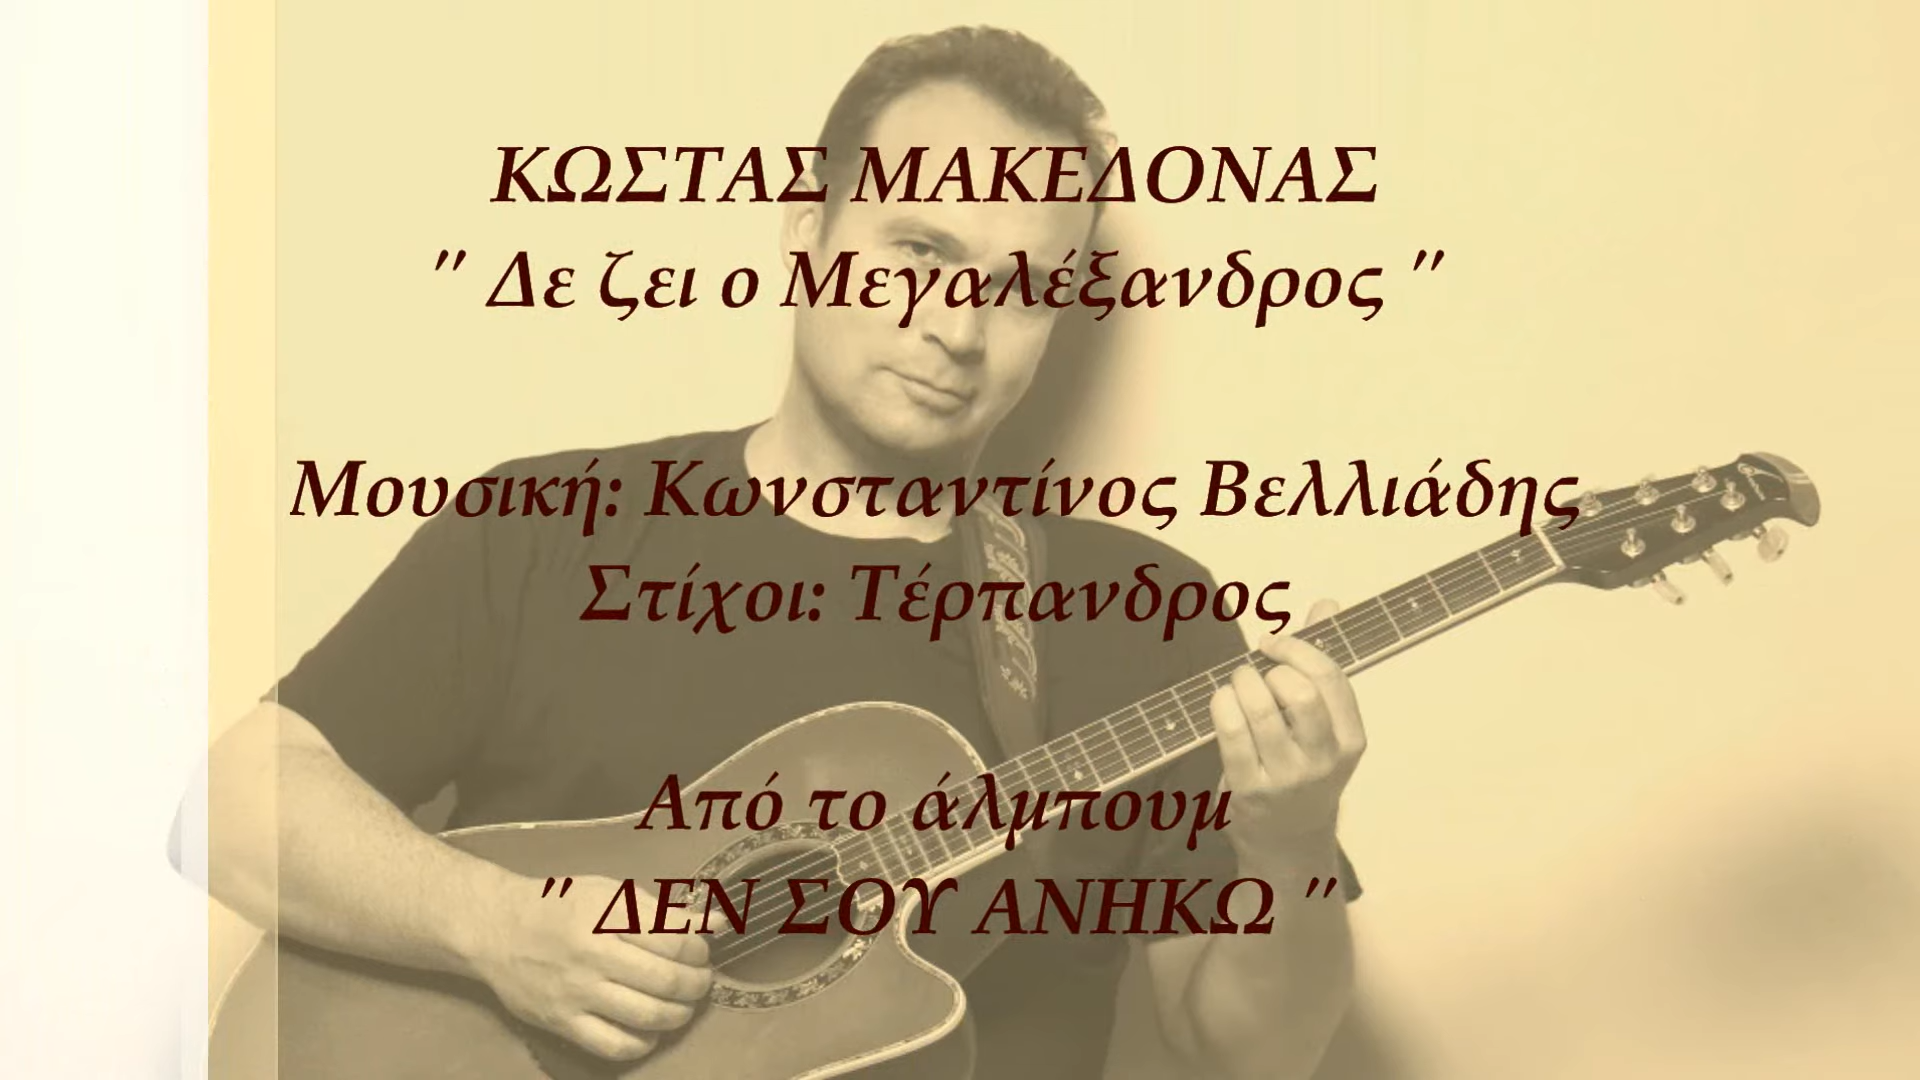 ΚΩΣΤΑΣ ΜΑΚΕΔΟΝΑΣ
" Δε ζει ο Μεγαλέξανδρος "
Μουσική: Κωνσταντίνος Βελλιάδης
Στίχοι: Τέρπανδρος
Από το άλμπουμ
" ΔΕΝ ΣΟΥ ΑΝΗΚΩ "